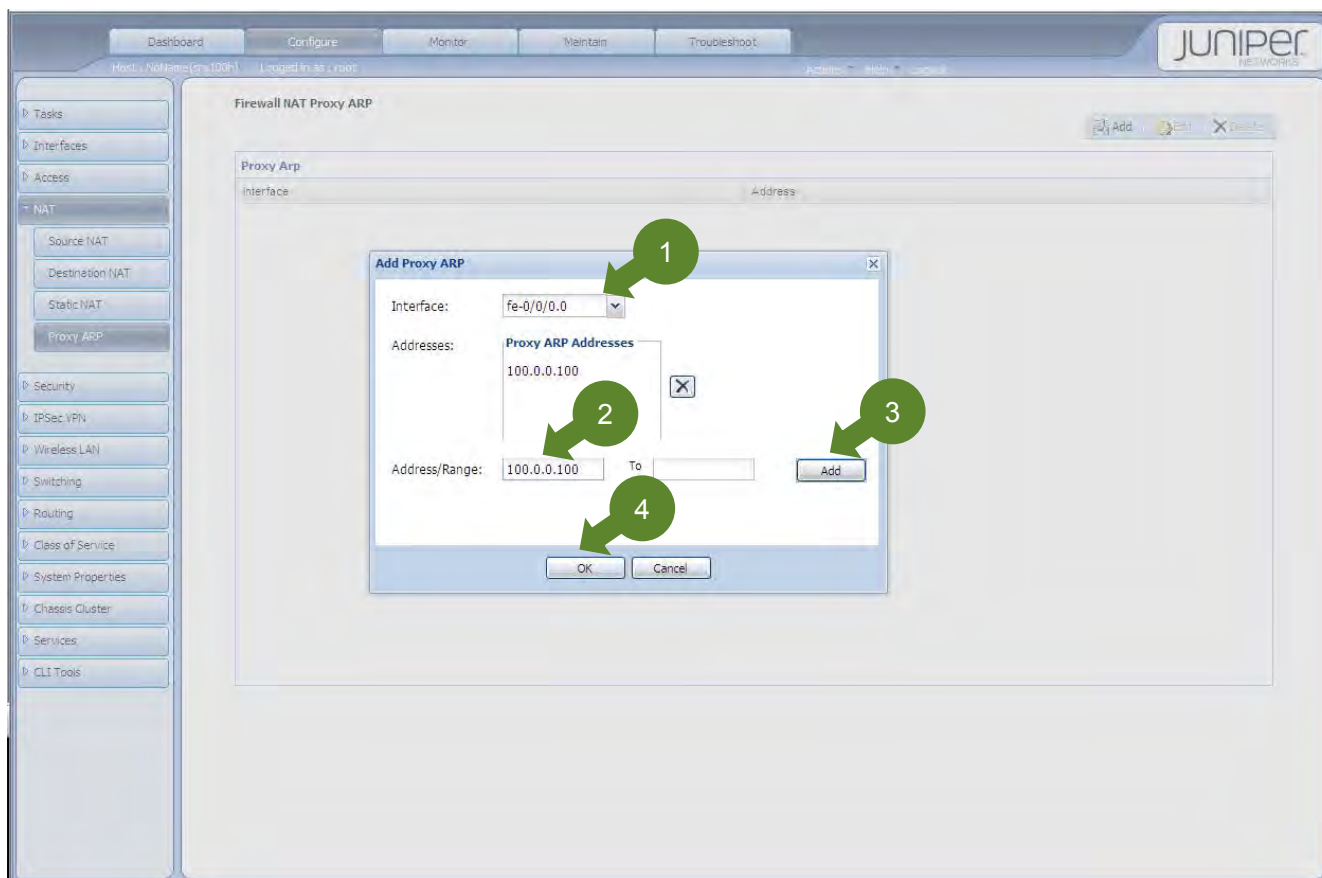 Dashboard Configure Monitor Maintain Troubleshoot
JUNIPER
NETWORKS
Host : NoName(srx100h) Logged in as : root Actions Help Logout
Firewall NAT Proxy ARP
Add Edit Delete
Tasks
Interfaces
Access
NAT
Source NAT
Destination NAT
Static NAT
Proxy ARP
Security
IPSec VPN
Wireless LAN
Switching
Routing
Class of Service
System Properties
Chassis Cluster
Services
CLI Tools
Proxy Arp
Interface Address
Add Proxy ARP
1
Interface: fe-0/0/0.0
Addresses: Proxy ARP Addresses
100.0.0.100
2
3
Address/Range: 100.0.0.100 To Add
4
OK Cancel